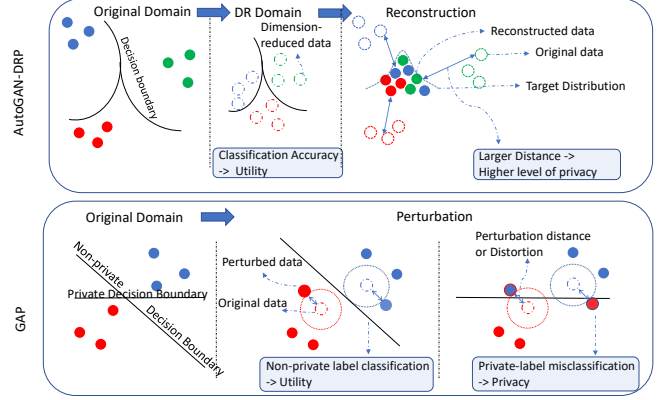 AutoGAN-DRP
Original Domain
DR Domain
Reconstruction
Decision boundary
Dimension-
reduced data
Reconstructed data
Original data
Target Distribution
Classification Accuracy
-> Utility
Larger Distance ->
Higher level of privacy
GAP
Original Domain
Perturbation
Non-private
Decision Boundary
Private Decision Boundary
Perturbed data
Original data
Non-private label classification
-> Utility
Perturbation distance
or Distortion
Private-label misclassification
-> Privacy